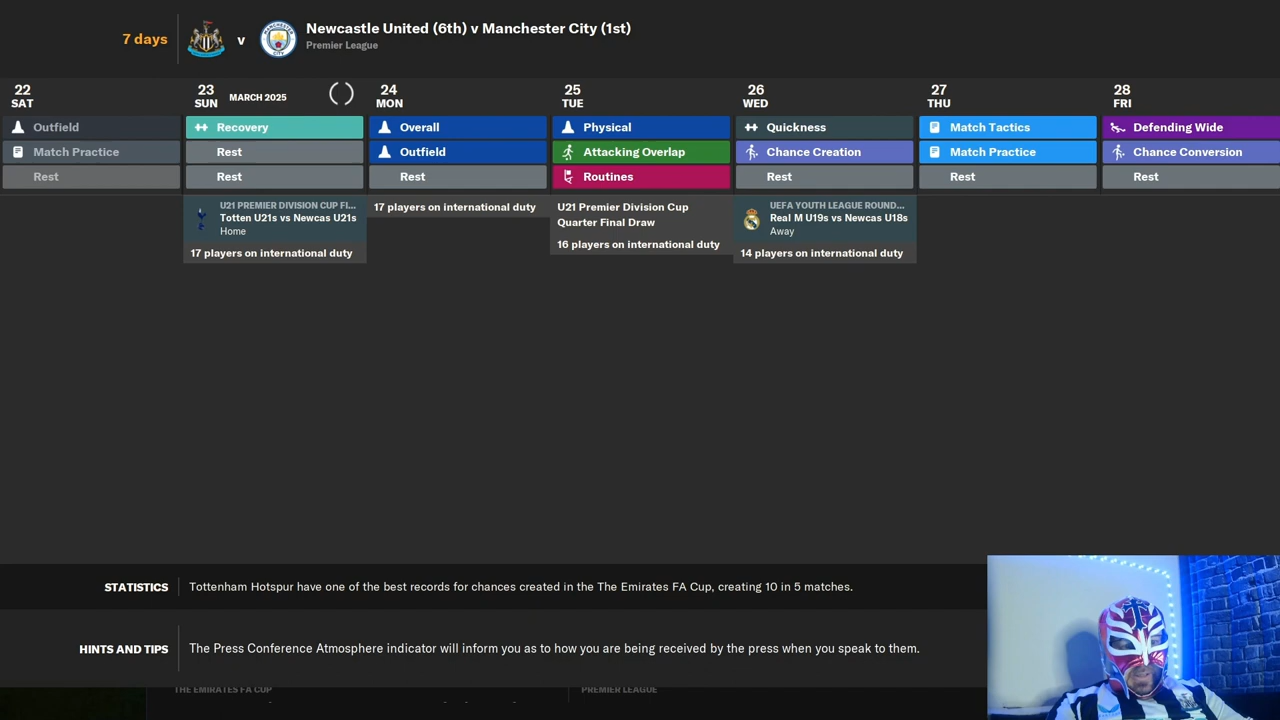 7 days
v
Newcastle United (6th) v Manchester City (1st)
Premier League
22
SAT
23
SUN
MARCH 2025
24
MON
25
TUE
26
WED
27
THU
28
FRI
Outfield
Recovery
Overall
Physical
Quickness
Match Tactics
Defending Wide
Match Practice
Rest
Outfield
Attacking Overlap
Chance Creation
Match Practice
Chance Conversion
Rest
Rest
Rest
Routines
Rest
Rest
Rest
U21 PREMIER DIVISION CUP FI...
Totten U21s vs Newcas U21s
Home
17 players on international duty
17 players on international duty
U21 Premier Division Cup
Quarter Final Draw
16 players on international duty
UEFA YOUTH LEAGUE ROUND...
Real M U19s vs Newcas U18s
Away
14 players on international duty
STATISTICS
Tottenham Hotspur have one of the best records for chances created in the The Emirates FA Cup, creating 10 in 5 matches.
HINTS AND TIPS
The Press Conference Atmosphere indicator will inform you as to how you are being received by the press when you speak to them.
THE EMIRATES FA CUP
PREMIER LEAGUE